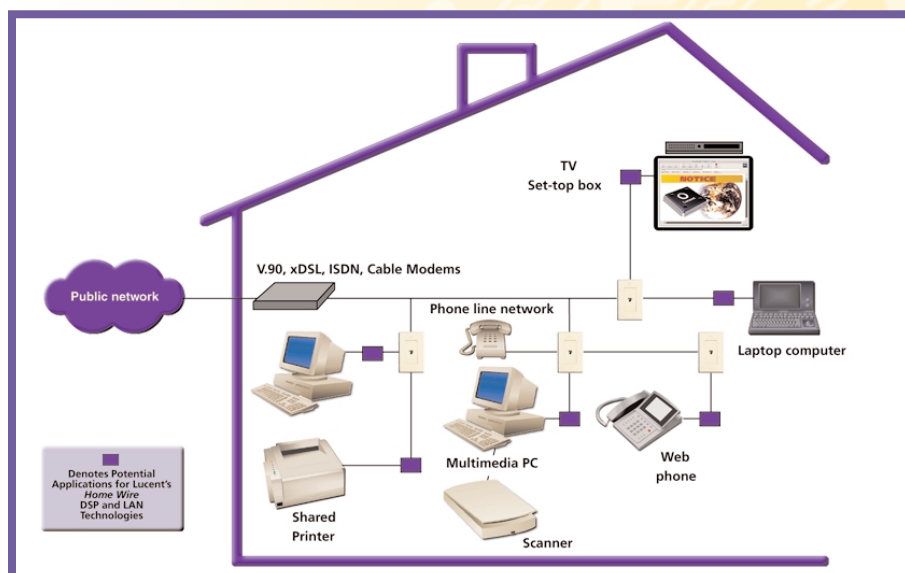 TV
Set-top box
NOTICE
V.90, xDSL, ISDN, Cable Modems
Public network
Phone line network
Laptop computer
Multimedia PC
Web
phone
Denotes Potential
Applications for Lucent's
Home Wire
DSP and LAN
Technologies
Shared
Printer
Scanner